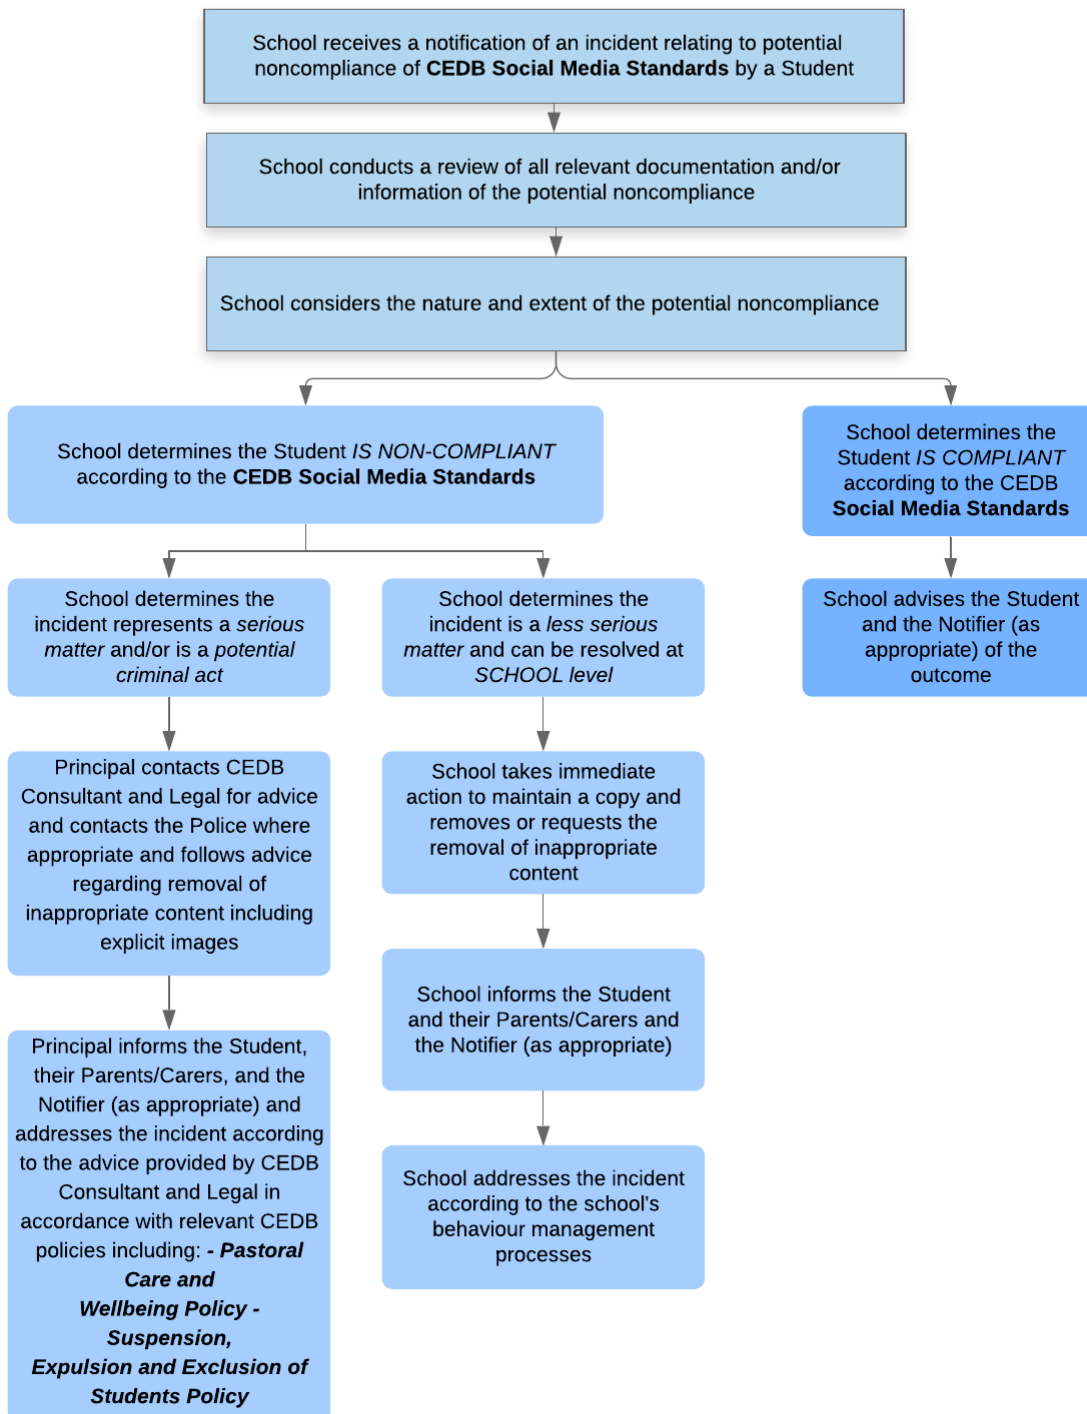 School receives a notification of an incident relating to potential
noncompliance of CEDB Social Media Standards by a Student
School conducts a review of all relevant documentation and/or
information of the potential noncompliance
School considers the nature and extent of the potential noncompliance
School determines the Student IS NON-COMPLIANT
according to the CEDB Social Media Standards
School determines the
Student IS COMPLIANT
according to the CEDB
Social Media Standards
School determines the
incident represents a serious
matter and/or is a potential
criminal act
School determines the
incident is a less serious
matter and can be resolved at
SCHOOL level
School advises the Student
and the Notifier (as
appropriate) of the
outcome
Principal contacts CEDB
Consultant and Legal for advice
and contacts the Police where
appropriate and follows advice
regarding removal of
inappropriate content including
explicit images
School takes immediate
action to maintain a copy and
removes or requests the
removal of inappropriate
content
School informs the Student
and their Parents/Carers and
the Notifier (as appropriate)
Principal informs the Student,
their Parents/Carers, and the
Notifier (as appropriate) and
addresses the incident according
to the advice provided by CEDB
Consultant and Legal in
accordance with relevant CEDB
policies including: - Pastoral
Care and
Wellbeing Policy -
Suspension,
Expulsion and Exclusion of
Students Policy
School addresses the incident
according to the school's
behaviour management
processes